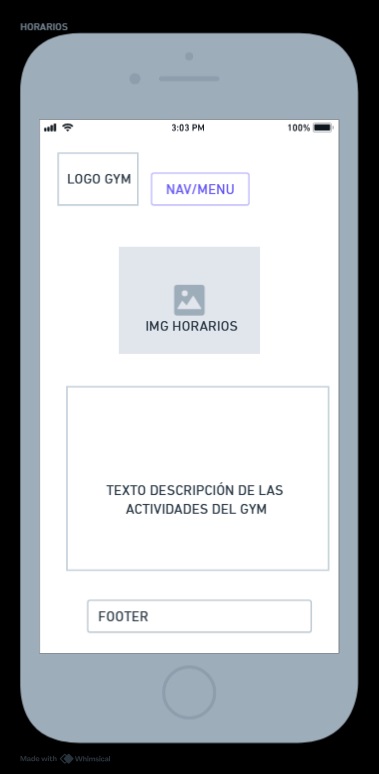 HORARIOS
3:03 PM
100%
LOGO GYM
NAV/MENU
IMG HORARIOS
TEXTO DESCRIPCIÓN DE LAS
ACTIVIDADES DEL GYM
FOOTER
Made with Whimsical